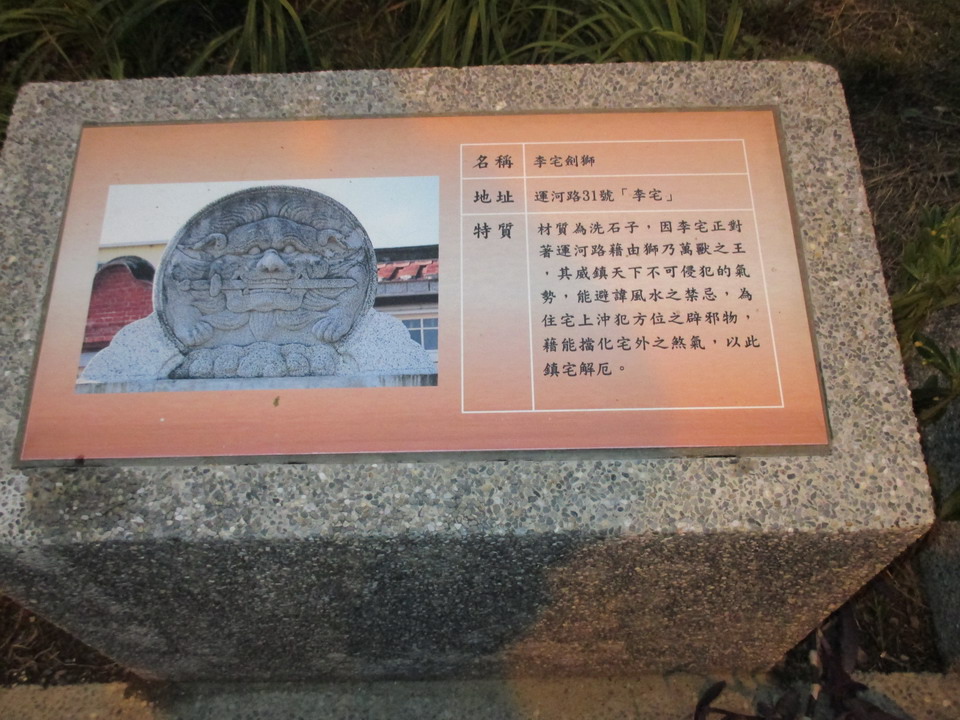 名稱 李宅劍獅
地址 運河路31號「李宅」
特質 材質為洗石子，因李宅正對
著運河路藉由獅乃萬獸之王
，其威鎮天下不可侵犯的氣
勢，能避諱風水之禁忌，為
住宅上沖犯方位之辟邪物，
藉能擋化宅外之煞氣，以此
鎮宅解厄。